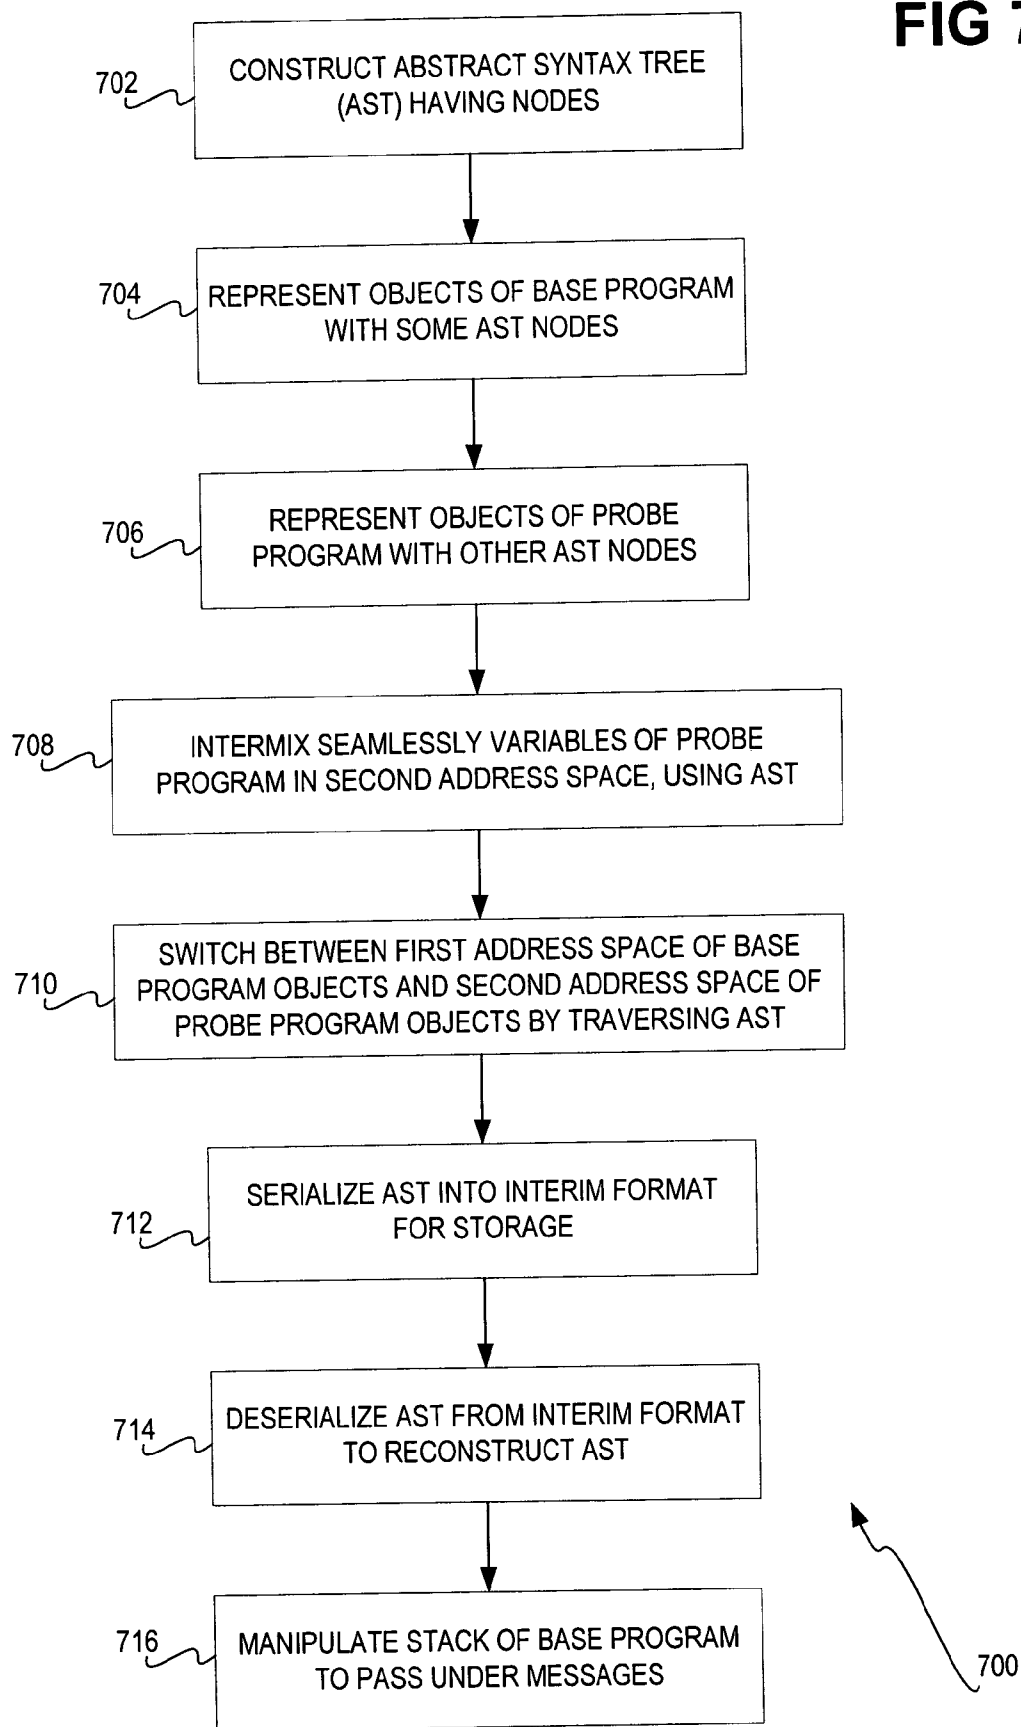 FIG 7
702
CONSTRUCT ABSTRACT SYNTAX TREE
(AST) HAVING NODES
704
REPRESENT OBJECTS OF BASE PROGRAM
WITH SOME AST NODES
706
REPRESENT OBJECTS OF PROBE
PROGRAM WITH OTHER AST NODES
708
INTERMIX SEAMLESSLY VARIABLES OF PROBE
PROGRAM IN SECOND ADDRESS SPACE, USING AST
710
SWITCH BETWEEN FIRST ADDRESS SPACE OF BASE
PROGRAM OBJECTS AND SECOND ADDRESS SPACE OF
PROBE PROGRAM OBJECTS BY TRAVERSING AST
712
SERIALIZE AST INTO INTERIM FORMAT
FOR STORAGE
714
DESERIALIZE AST FROM INTERIM FORMAT
TO RECONSTRUCT AST
716
MANIPULATE STACK OF BASE PROGRAM
TO PASS UNDER MESSAGES
700